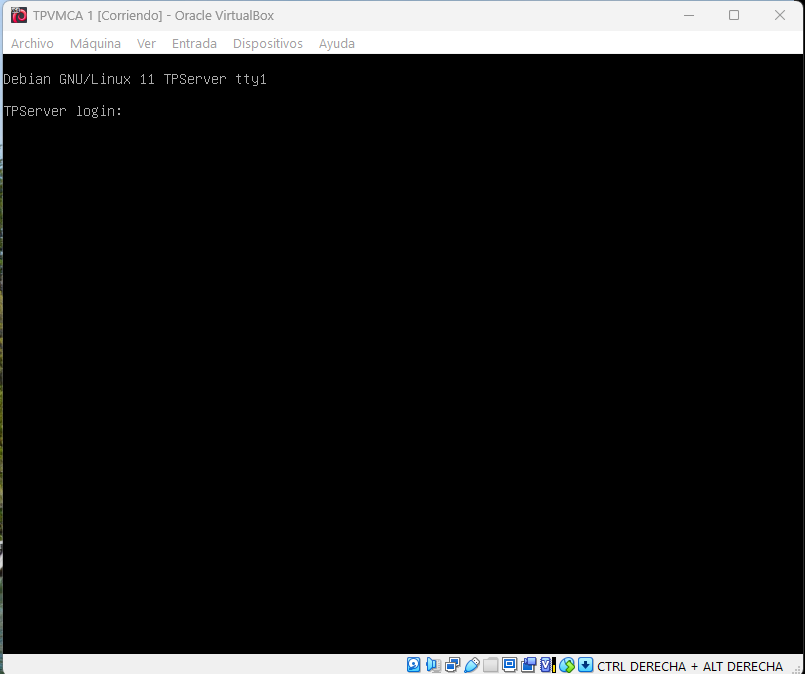 TPVMCA 1 [Corriendo] - Oracle VirtualBox
Archivo Máquina Ver Entrada Dispositivos Ayuda
Debian GNU/Linux 11 TPServer tty1
TPServer login:
CTRL DERECHA + ALT DERECHA